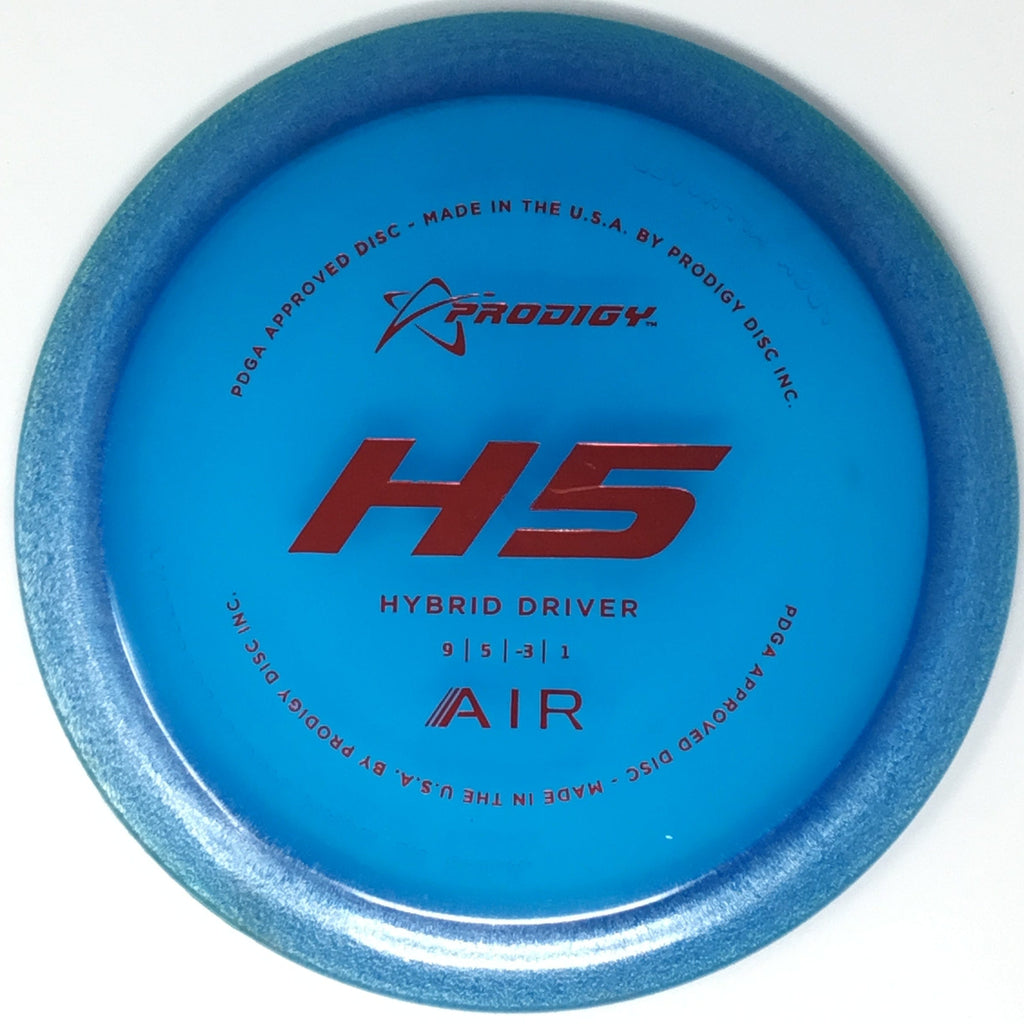 PDGA APPROVED DISC - MADE IN THE U.S.A. BY PRODIGY DISC INC.
PRODIGY™
H5
HYBRID DRIVER
9 | 5 | -3 | 1
AIR
PDGA APPROVED DISC - MADE IN THE U.S.A. BY PRODIGY DISC INC.